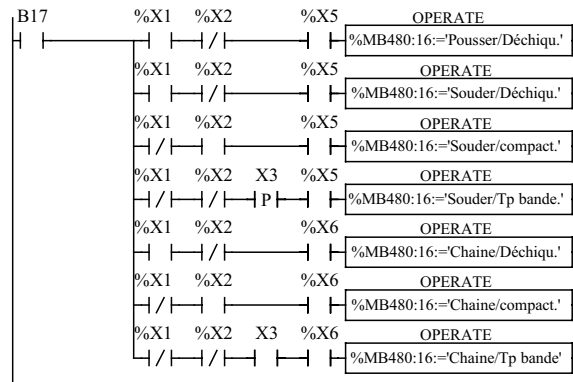 B17 %X1 %X2 %X5 OPERATE
%MB480:16:='Pousser/Déchiqu.'
%X1 %X2 %X5 OPERATE
%MB480:16:='Souder/Déchiqu.'
%X1 %X2 %X5 OPERATE
%MB480:16:='Souder/compact.'
%X1 %X2 X3 %X5 OPERATE
P %MB480:16:='Souder/Tp bande.'
%X1 %X2 %X6 OPERATE
%MB480:16:='Chaine/Déchiqu.'
%X1 %X2 %X6 OPERATE
%MB480:16:='Chaine/compact.'
%X1 %X2 X3 %X6 OPERATE
%MB480:16:='Chaine/Tp bande'